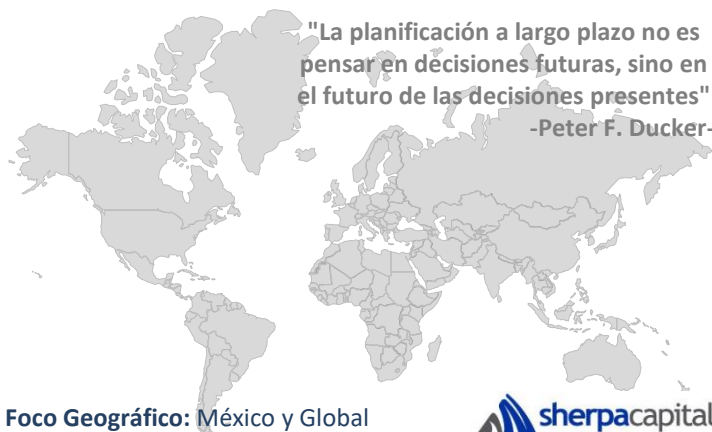 "La planificación a largo plazo no es
pensar en decisiones futuras, sino en
el futuro de las decisiones presentes"
-Peter F. Ducker-
Foco Geográfico: México y Global
sherpacapital